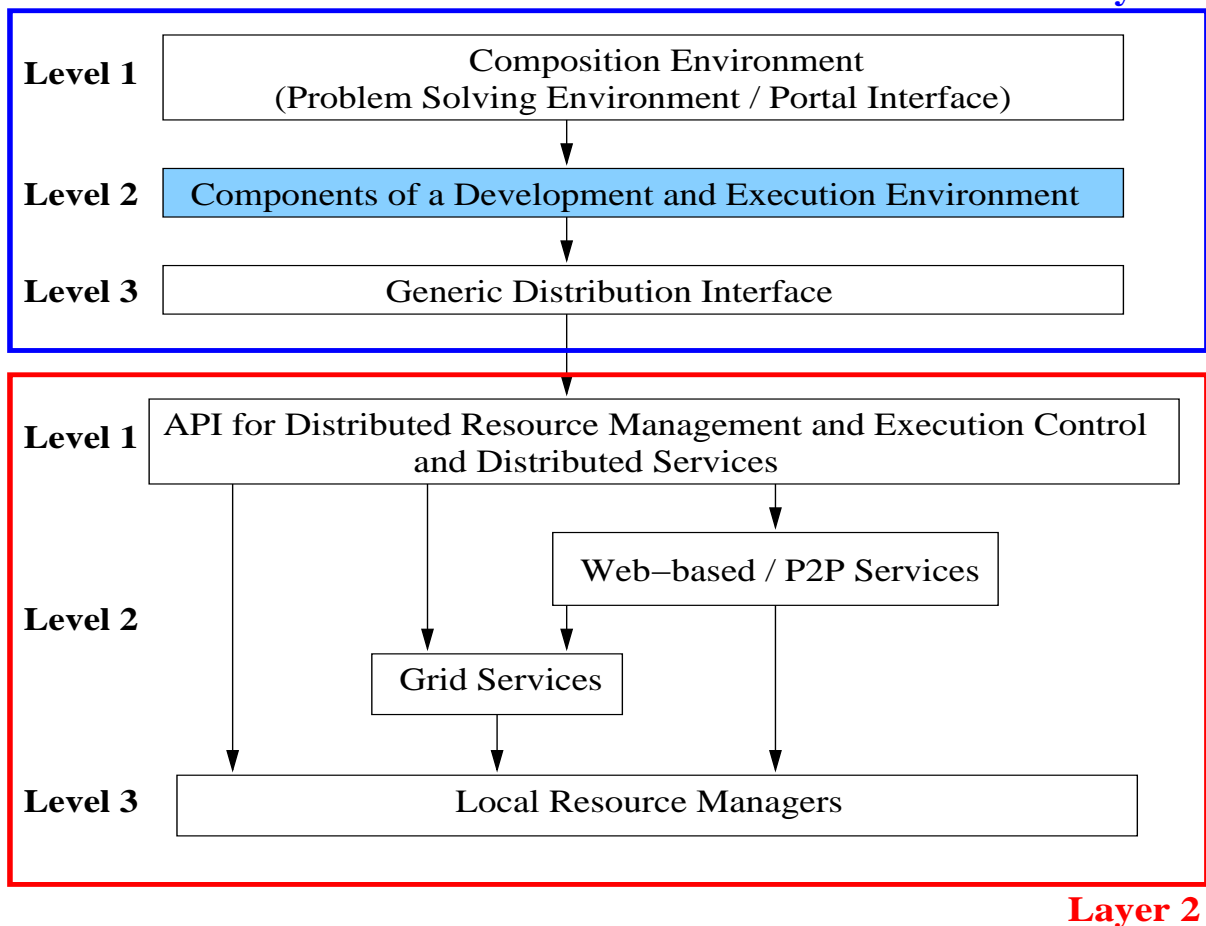 Level 1
Composition Environment
(Problem Solving Environment / Portal Interface)
Level 2
Components of a Development and Execution Environment
Level 3
Generic Distribution Interface
Level 1
API for Distributed Resource Management and Execution Control
and Distributed Services
Web−based / P2P Services
Level 2
Grid Services
Level 3
Local Resource Managers
Layer 2